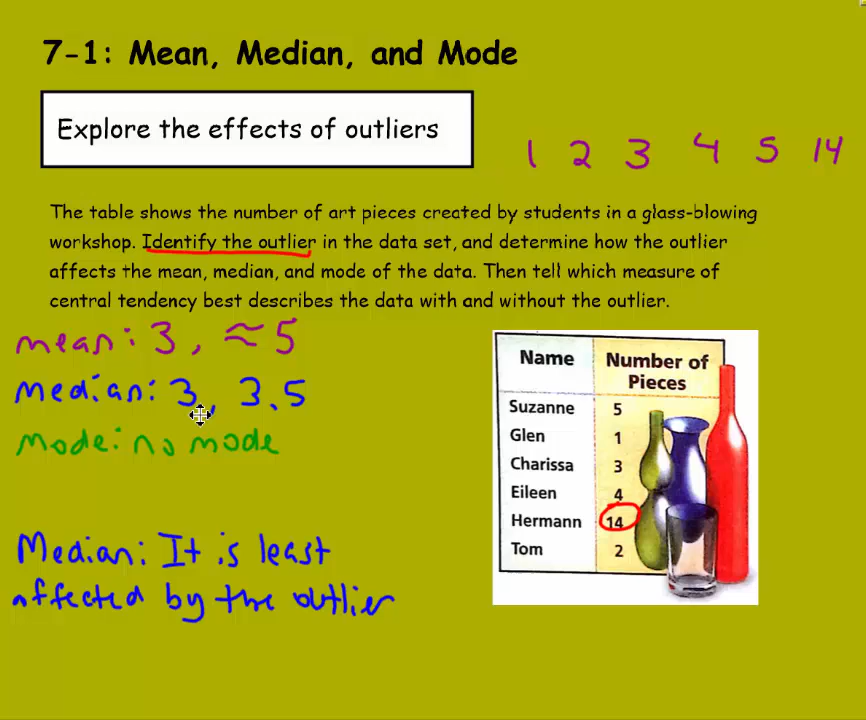 7-1: Mean, Median, and Mode
Explore the effects of outliers
1 2 3 4 5 14
The table shows the number of art pieces created by students in a glass-blowing
workshop. Identify the outlier in the data set, and determine how the outlier
affects the mean, median, and mode of the data. Then tell which measure of
central tendency best describes the data with and without the outlier.
mean: 3, ≈5
median: 3, 3.5
mode: no mode
Median: It is least
affected by the outlier
Name Number of
Pieces
Suzanne 5
Glen 1
Charissa 3
Eileen 4
Hermann 14
Tom 2